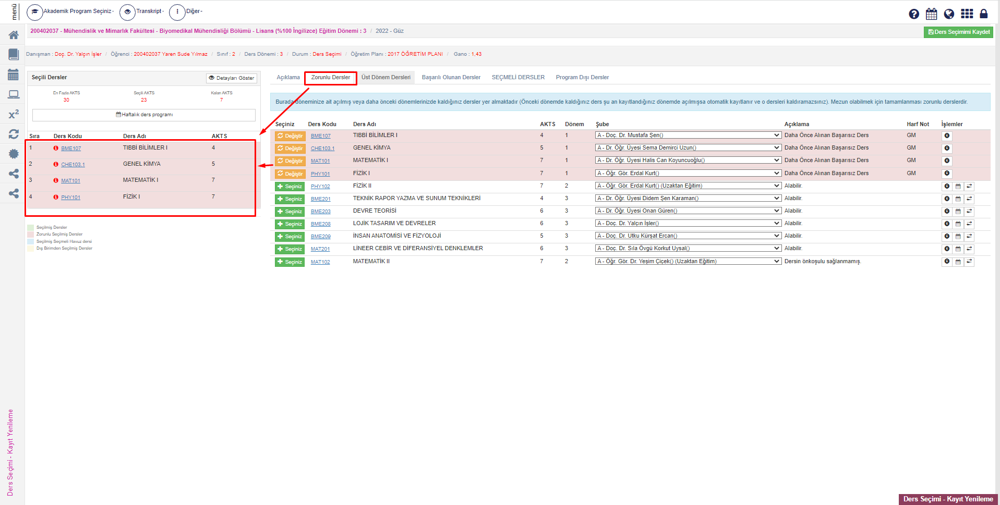 menü
Akademik Program Seçiniz -
Transkript -
Diğer -
200402037 - Mühendislik ve Mimarlık Fakültesi - Biyomedikal Mühendisliği Bölümü - Lisans (%100 İngilizce) Eğitim Dönemi : 3 / 2022 - Güz
Ders Seçimimi Kaydet
Danışman : Doç. Dr. Yalçın İşler / Öğrenci : 200402037 Yaren Sude Yılmaz / Sınıf : 2 / Ders Dönemi : 3 / Durum : Ders Seçimi / Öğretim Planı : 2017 ÖĞRETİM PLANI / Gano : 1,43
x²
Seçili Dersler
Detayları Göster
En Fazla AKTS Seçili AKTS Kalan AKTS
30 23 7
Haftalık ders programı
Sıra Ders Kodu Ders Adı AKTS
1 BME107 TIBBİ BİLİMLER I 4
2 CHE103.1 GENEL KİMYA 5
3 MAT101 MATEMATİK I 7
4 PHY101 FİZİK I 7
Seçilmiş Dersler
Zorunlu Seçilmiş Dersler
Seçilmiş Seçmeli Havuz dersi
Dış Birimden Seçilmiş Dersler
Açıklama Zorunlu Dersler Üst Dönem Dersleri Başarılı Olunan Dersler SEÇMELİ DERSLER Program Dışı Dersler
Burada döneminize ait açılmış veya daha önceki dönemlerinizde kaldığınız dersler yer almaktadır (Önceki dönemde kaldığınız ders şu an kayıtlandığınız dönemde açılmışsa otomatik kayıtlanır ve o dersleri kaldıramazsınız). Mezun olabilmek için tamamlanması zorunlu derslerdir.
Seçiniz Ders Kodu Ders Adı AKTS Dönem Şube Açıklama Harf Not İşlemler
Değiştir BME107 TIBBİ BİLİMLER I 4 1 A - Doç. Dr. Mustafa Şen() Daha Önce Alınan Başarısız Ders GM
Değiştir CHE103.1 GENEL KİMYA 5 1 A - Dr. Öğr. Üyesi Sema Demirci Uzun() Daha Önce Alınan Başarısız Ders GM
Değiştir MAT101 MATEMATİK I 7 1 A - Dr. Öğr. Üyesi Halis Can Koyuncuoğlu() Daha Önce Alınan Başarısız Ders GM
Değiştir PHY101 FİZİK I 7 1 A - Öğr. Gör. Erdal Kurt() Daha Önce Alınan Başarısız Ders GM
Seçiniz PHY102 FİZİK II 7 2 A - Öğr. Gör. Erdal Kurt() (Uzaktan Eğitim) Alabilir.
Seçiniz BME201 TEKNİK RAPOR YAZMA VE SUNUM TEKNİKLERİ 4 3 A - Dr. Öğr. Üyesi Didem Şen Karaman() Alabilir.
Seçiniz BME203 DEVRE TEORİSİ 6 3 A - Dr. Öğr. Üyesi Onan Güren() Alabilir.
Seçiniz BME208 LOJİK TASARIM VE DEVRELER 6 3 A - Doç. Dr. Yalçın İşler() Alabilir.
Seçiniz BME209 İNSAN ANATOMİSİ VE FİZYOLOJİ 5 3 A - Doç. Dr. Utku Kürşat Ercan() Alabilir.
Seçiniz MAT201 LİNEER CEBİR VE DİFERANSİYEL DENKLEMLER 6 3 A - Doç. Dr. Sıla Övgü Korkut Uysal() Alabilir.
Seçiniz MAT102 MATEMATİK II 7 2 A - Öğr. Gör. Dr. Yeşim Çiçek() (Uzaktan Eğitim) Dersin önkoşulu sağlanmamış.
Ders Seçimi - Kayıt Yenileme
Ders Seçimi - Kayıt Yenileme